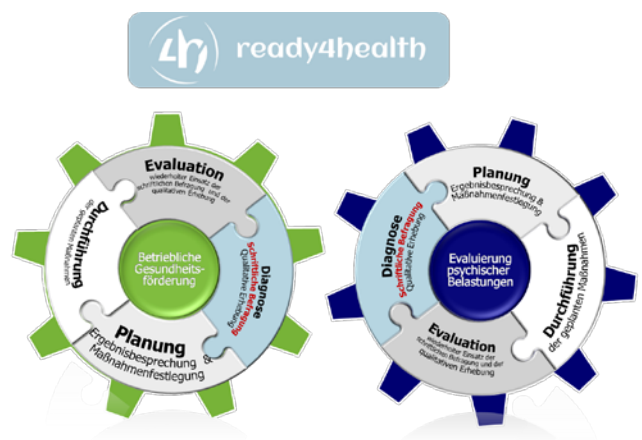 4h ready4health
Evaluation
wiederholter Einsatz der
schriftlichen Befragung und der
qualitativen Erhebung
Durchführung
der geplanten Maßnahmen
Betriebliche
Gesundheits-
förderung
Diagnose
Schriftliche Befragung
Qualitative Erhebung
Planung
Ergebnisbesprechung &
Maßnahmenfestlegung
Planung
Ergebnisbesprechung &
Maßnahmenfestlegung
Diagnose
Schriftliche Befragung
Qualitative Erhebung
Evaluierung
psychischer
Belastungen
Durchführung
der geplanten Maßnahmen
Evaluation
wiederholter Einsatz der
schriftlichen Befragung und der
qualitativen Erhebung